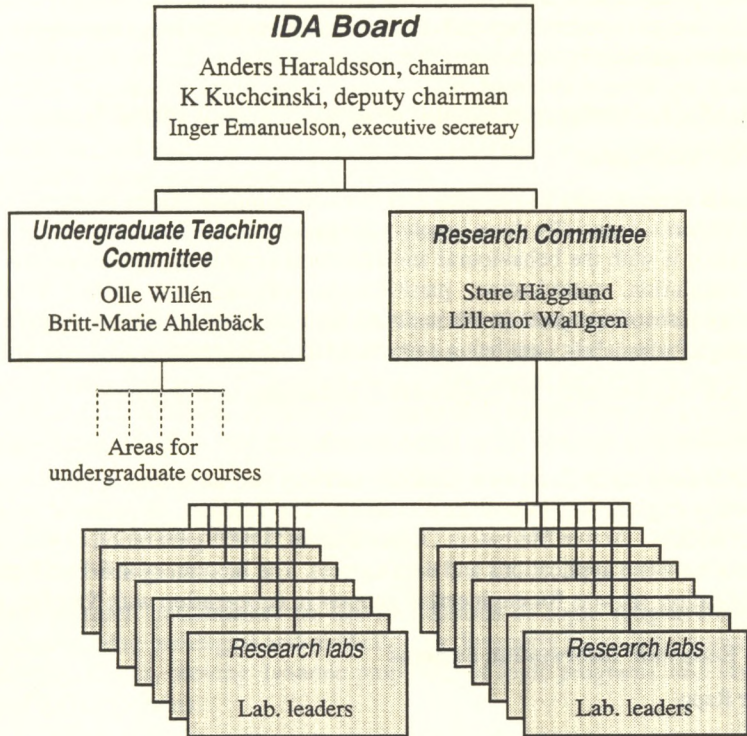 IDA Board
Anders Haraldsson, chairman
K Kuchcinski, deputy chairman
Inger Emanuelson, executive secretary
Undergraduate Teaching
Committee
Olle Willén
Britt-Marie Ahlenbäck
Research Committee
Sture Hägglund
Lillemor Wallgren
Areas for
undergraduate courses
Research labs
Lab. leaders
Research labs
Lab. leaders